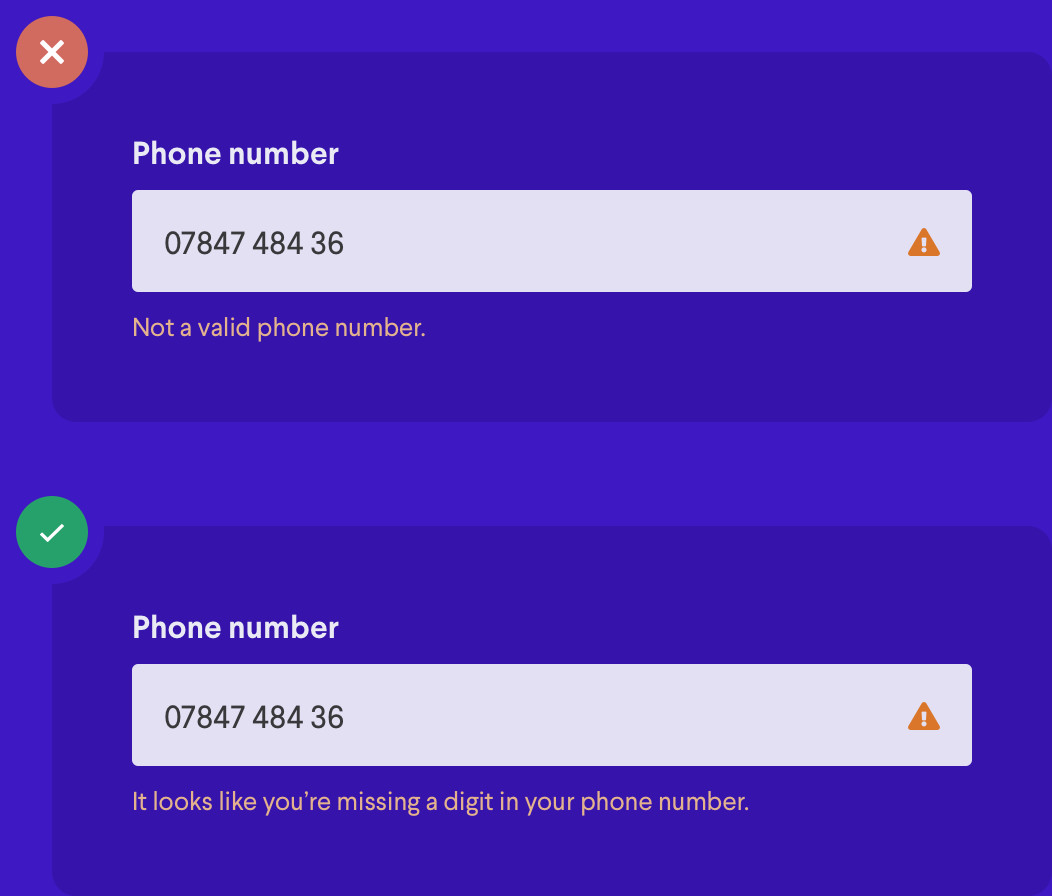 Phone number
07847 484 36
Not a valid phone number.
Phone number
07847 484 36
It looks like you’re missing a digit in your phone number.